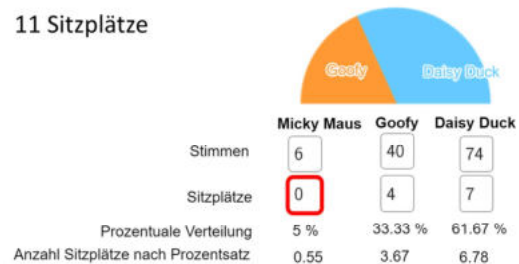 11 Sitzplätze
Goofy Daisy Duck
Micky Maus Goofy Daisy Duck
Stimmen 6 40 74
Sitzplätze 0 4 7
Prozentuale Verteilung 5 % 33.33 % 61.67 %
Anzahl Sitzplätze nach Prozentsatz 0.55 3.67 6.78